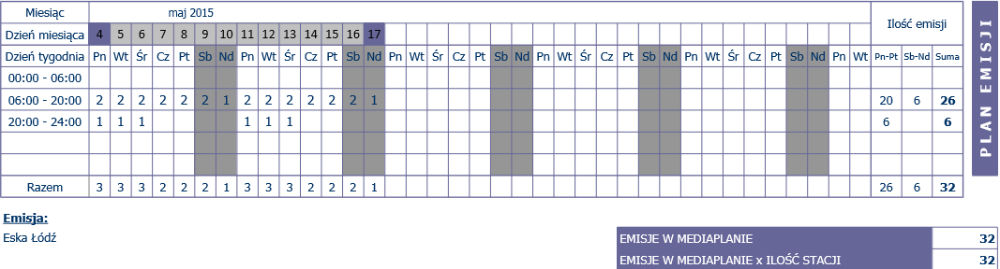 Miesiąc maj 2015 Ilość emisji
Dzień miesiąca 4 5 6 7 8 9 10 11 12 13 14 15 16 17
Dzień tygodnia Pn Wt Śr Cz Pt Sb Nd Pn Wt Śr Cz Pt Sb Nd Pn Wt Śr Cz Pt Sb Nd Pn Wt Śr Cz Pt Sb Nd Pn Wt Śr Cz Pt Sb Nd Pn Wt Pn-Pt Sb-Nd Suma
00:00 - 06:00
06:00 - 20:00 2 2 2 2 2 2 1 2 2 2 2 2 2 1 20 6 26
20:00 - 24:00 1 1 1 1 1 1 6 6
Razem 3 3 3 2 2 2 1 3 3 3 2 2 2 1 26 6 32
PLAN EMISJI
Emisja:
Eska Łódź
EMISJE W MEDIAPLANIE 32
EMISJE W MEDIAPLANIE x ILOŚĆ STACJI 32